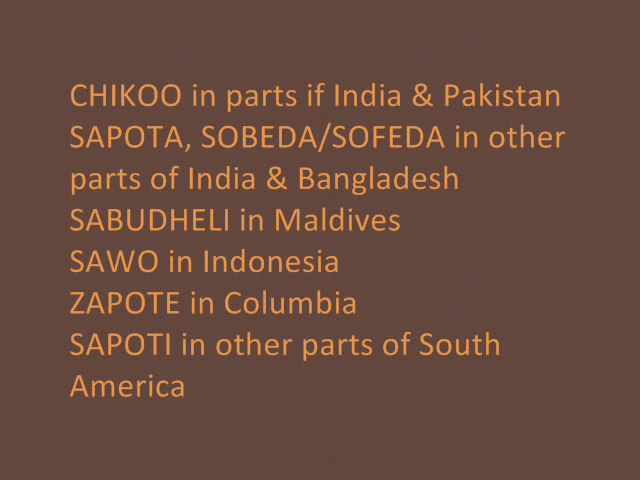 CHIKOO in parts if India & Pakistan
SAPOTA, SOBEDA/SOFEDA in other
parts of India & Bangladesh
SABUDHELI in Maldives
SAWO in Indonesia
ZAPOTE in Columbia
SAPOTI in other parts of South
America